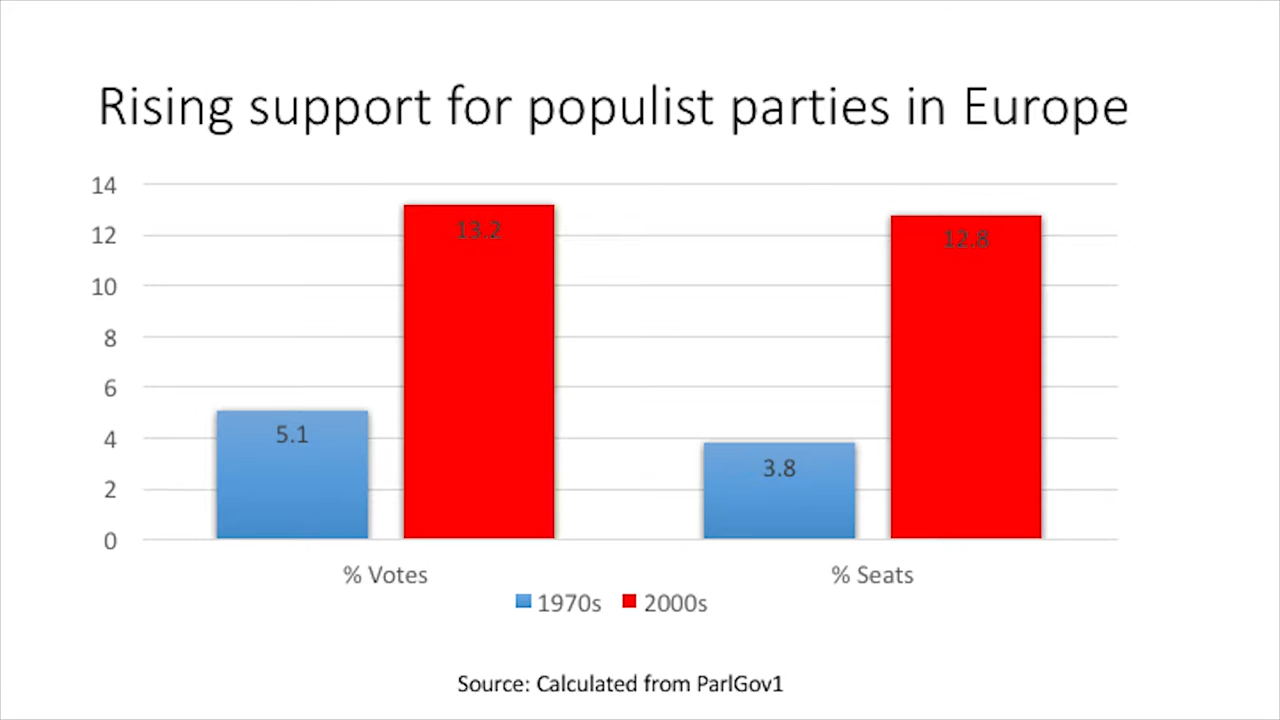 Rising support for populist parties in Europe
14
12
10
8
6
4
2
0
13.2
12.8
5.1
3.8
% Votes
% Seats
1970s 2000s
Source: Calculated from ParlGov1